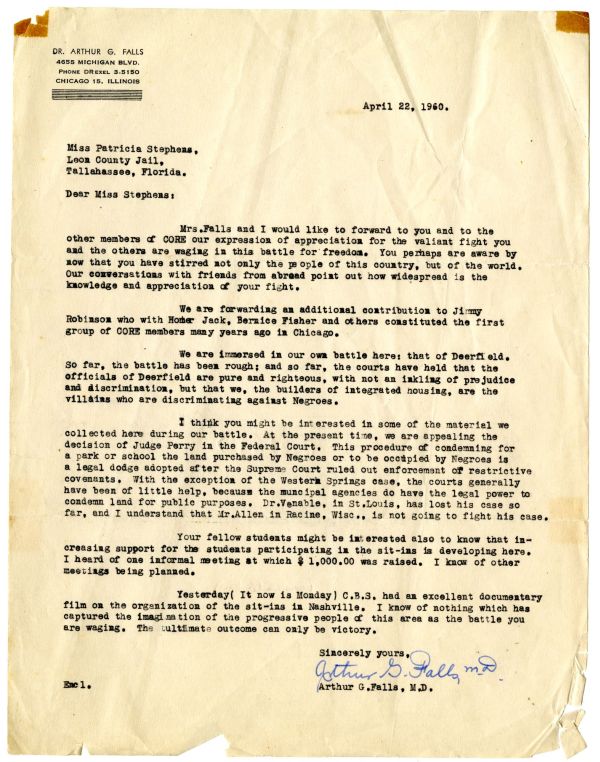 DR. ARTHUR G. FALLS
4655 MICHIGAN BLVD.
PHONE DREXEL 3-5150
CHICAGO 15, ILLINOIS
April 22, 1960.
Miss Patricia Stephens,
Leon County Jail,
Tallahassee, Florida.
Dear Miss Stephens:
Mrs.Falls and I would like to forward to you and to the
other members of CORE our expression of appreciation for the valiant fight you
and the others are waging in this battle for freedom. You perhaps are aware by
now that you have stirred not only the people of this country, but of the world.
Our conversations with friends from abroad point out how widespread is the
knowledge and appreciation of your fight.
We are forwarding an additional contribution to Jimmy
Robinson who with Homer Jack, Bernice Fisher and others constituted the first
group of CORE members many years ago in Chicago.
We are immersed in our own battle here: that of Deerfield.
So far, the battle has been rough; and so far, the courts have held that the
officials of Deerfield are pure and righteous, with not an inkling of prejudice
and discrimination, but that we, the builders of integrated housing, are the
villains who are discriminating against Negroes.
I think you might be interested in some of the material we
collected here during our battle. At the present time, we are appealing the
decision of Judge Perry in the Federal Court. This procedure of condemning for
a park or school the land purchased by Negroes or to be occupied by Negroes is
a legal dodge adopted after the Supreme Court ruled out enforcement of restrictive
covenants. With the exception of the Western Springs case, the courts generally
have been of little help, because the muncipal agencies do have the legal power to
condemn land for public purposes. Dr.Venable, in St.Louis, has lost his case so
far, and I understand that Mr.Allen in Racine, Wisc., is not going to fight his case.
Your fellow students might be interested also to know that in-
creasing support for the students participating in the sit-ins is developing here.
I heard of one informal meeting at which $ 1,000.00 was raised. I know of other
meetings being planned.
Yesterday( It now is Monday) C.B.S. had an excellent documentary
film on the organization of the sit-ins in Nashville. I know of nothing which has
captured the imagination of the progressive people of this area as the battle you
are waging. The ultimate outcome can only be victory.
Sincerely yours,
Arthur G. Falls, M.D.
Arthur G.Falls, M.D.
Encl.